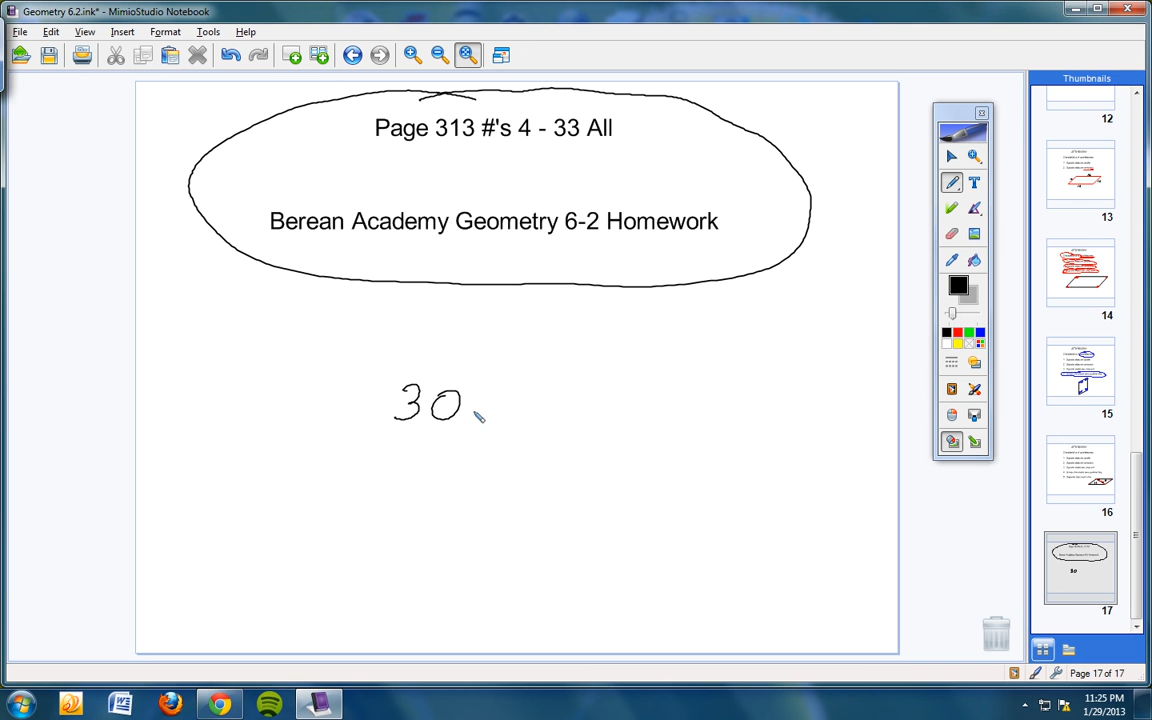 Geometry 6.2.ink* - MimioStudio Notebook
File Edit View Insert Format Tools Help
Thumbnails
Page 313 #'s 4 - 33 All
Berean Academy Geometry 6-2 Homework
30
12
13
14
15
16
17
Page 17 of 17
11:25 PM
1/29/2013